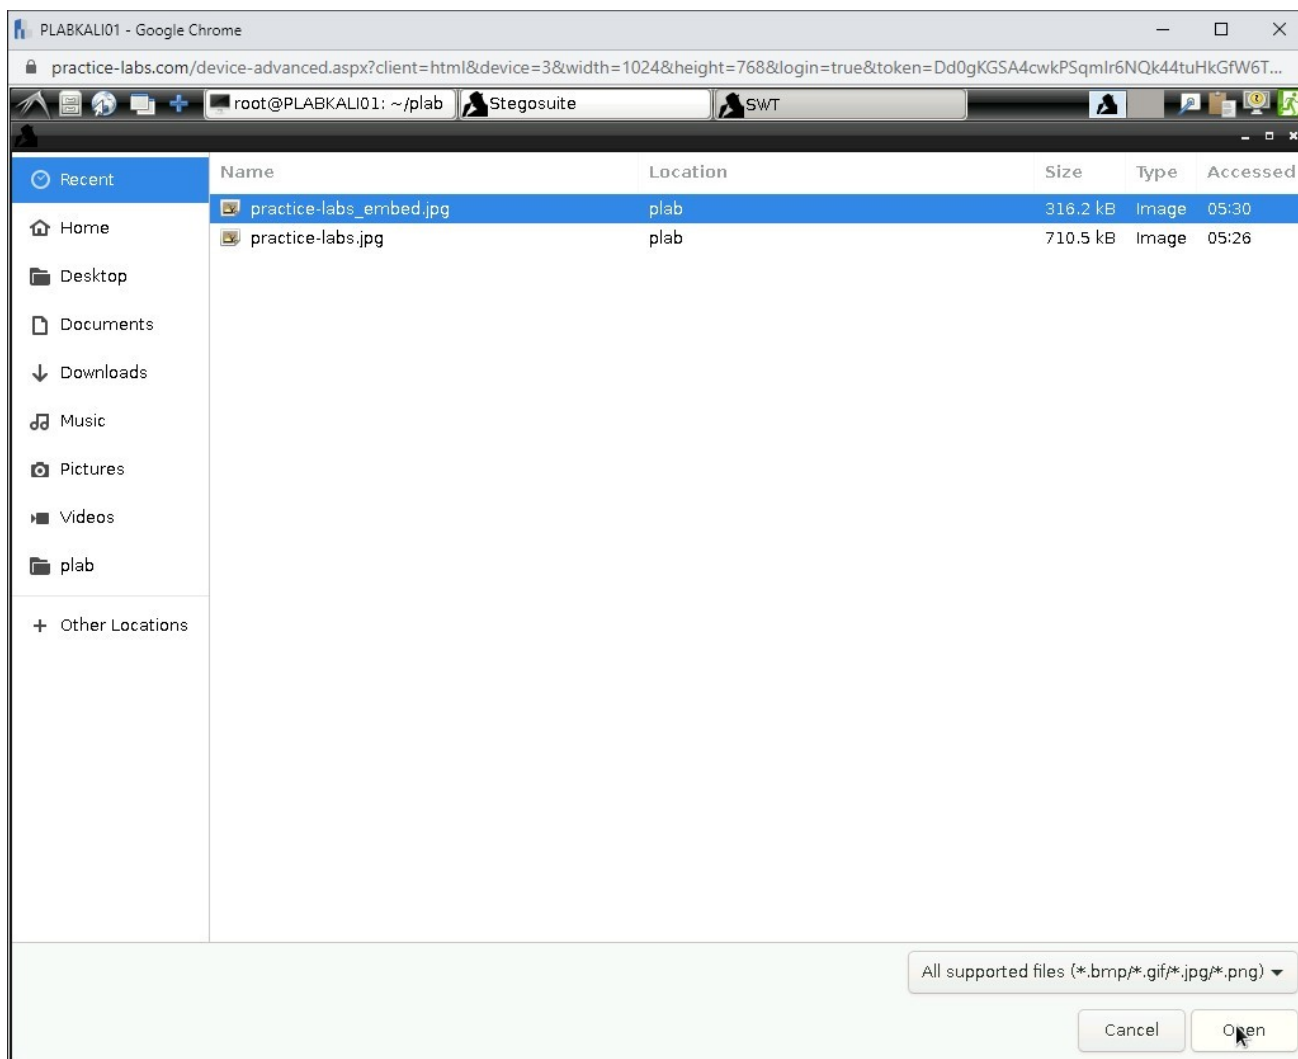 PLABKALI01 - Google Chrome
practice-labs.com/device-advanced.aspx?client=html&device=3&width=1024&height=768&login=true&token=Dd0gKGSA4cwkPSqmIr6NQk44tuHkGfW6T...
root@PLABKALI01: ~/plab Stegosuite SWT
Recent Name Location Size Type Accessed
practice-labs_embed.jpg plab 316.2 kB Image 05:30
Home
practice-labs.jpg plab 710.5 kB Image 05:26
Desktop
Documents
Downloads
Music
Pictures
Videos
plab
+ Other Locations
All supported files (*.bmp/*.gif/*.jpg/*.png)
Cancel Open